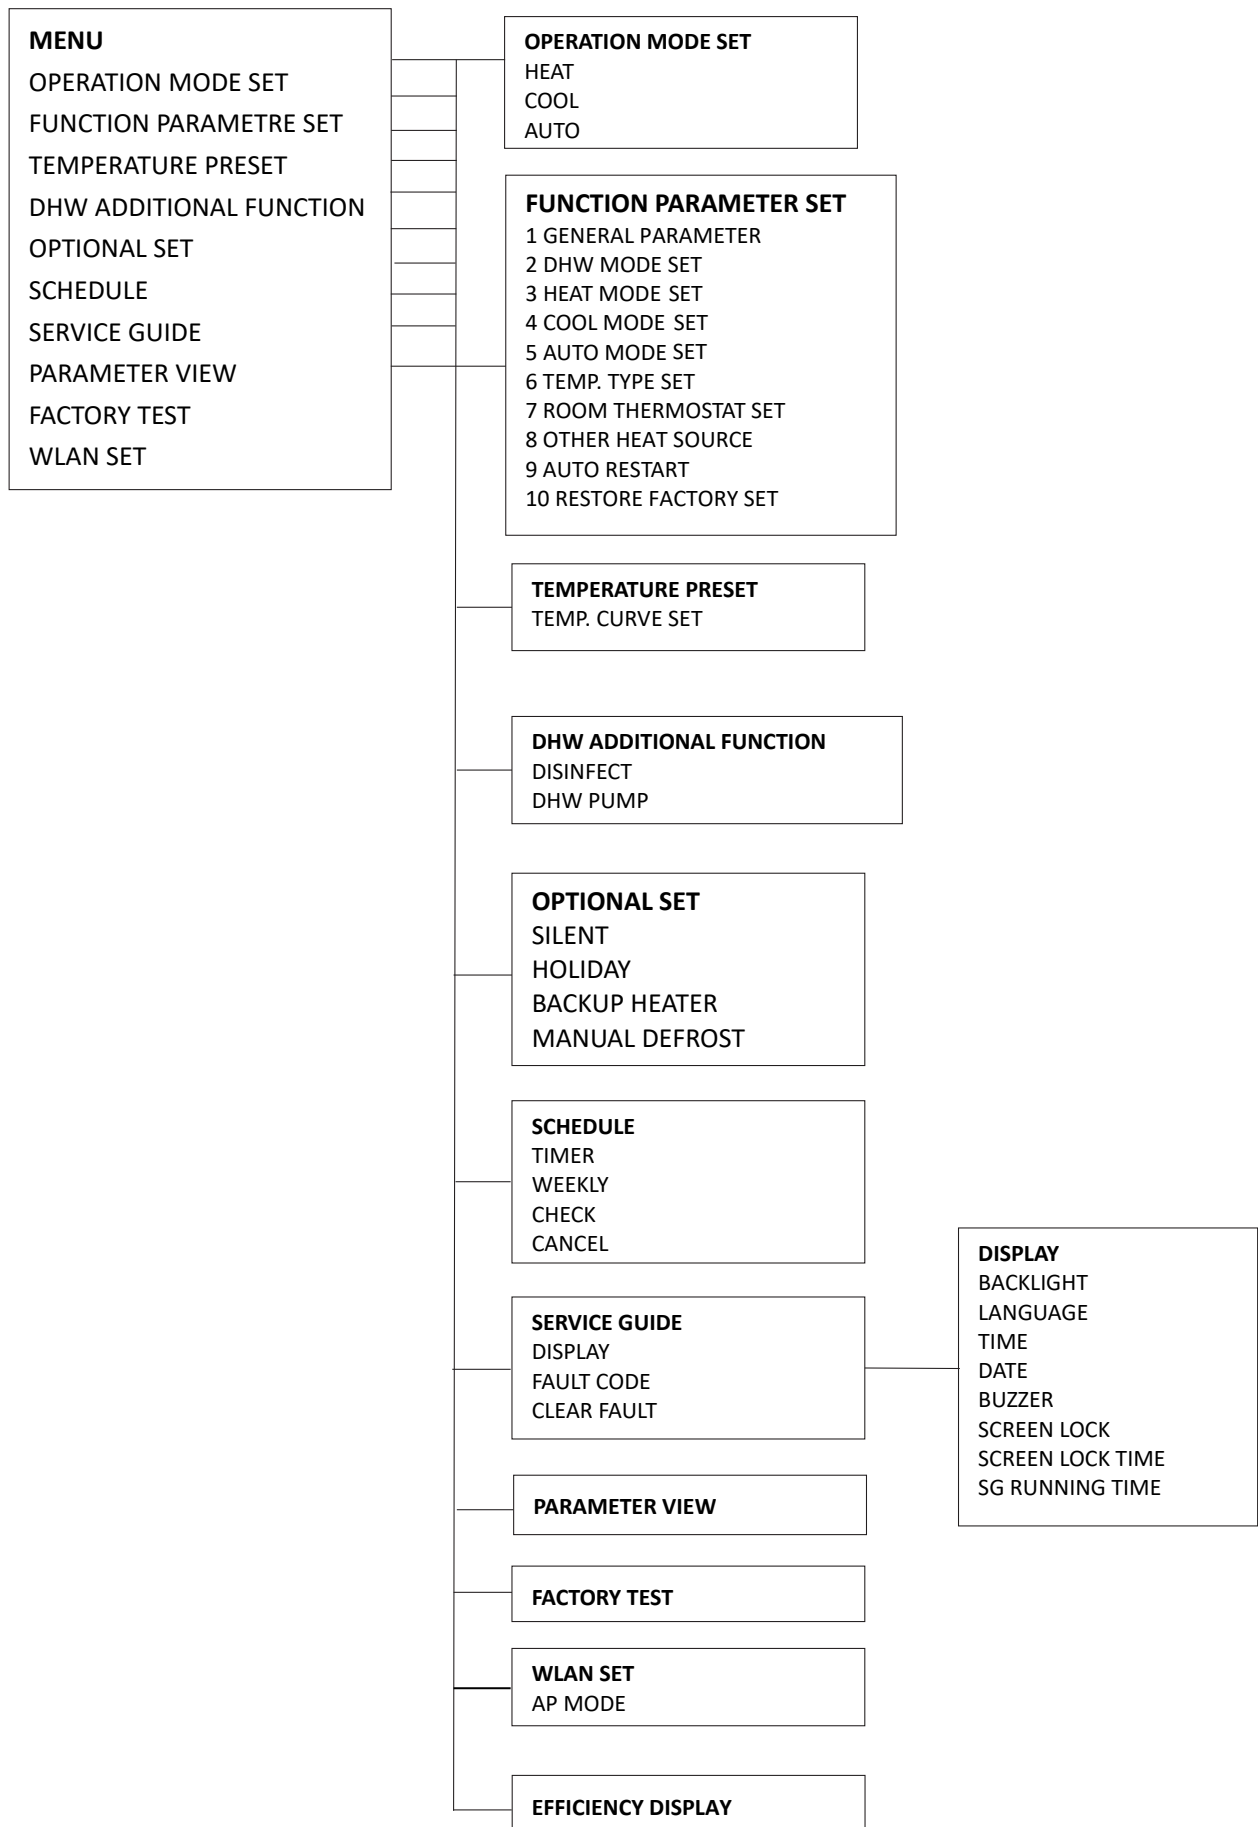 MENU
OPERATION MODE SET
FUNCTION PARAMETRE SET
TEMPERATURE PRESET
DHW ADDITIONAL FUNCTION
OPTIONAL SET
SCHEDULE
SERVICE GUIDE
PARAMETER VIEW
FACTORY TEST
WLAN SET
OPERATION MODE SET
HEAT
COOL
AUTO
FUNCTION PARAMETER SET
1 GENERAL PARAMETER
2 DHW MODE SET
3 HEAT MODE SET
4 COOL MODE SET
5 AUTO MODE SET
6 TEMP. TYPE SET
7 ROOM THERMOSTAT SET
8 OTHER HEAT SOURCE
9 AUTO RESTART
10 RESTORE FACTORY SET
TEMPERATURE PRESET
TEMP. CURVE SET
DHW ADDITIONAL FUNCTION
DISINFECT
DHW PUMP
OPTIONAL SET
SILENT
HOLIDAY
BACKUP HEATER
MANUAL DEFROST
SCHEDULE
TIMER
WEEKLY
CHECK
CANCEL
SERVICE GUIDE
DISPLAY
FAULT CODE
CLEAR FAULT
DISPLAY
BACKLIGHT
LANGUAGE
TIME
DATE
BUZZER
SCREEN LOCK
SCREEN LOCK TIME
SG RUNNING TIME
PARAMETER VIEW
FACTORY TEST
WLAN SET
AP MODE
EFFICIENCY DISPLAY